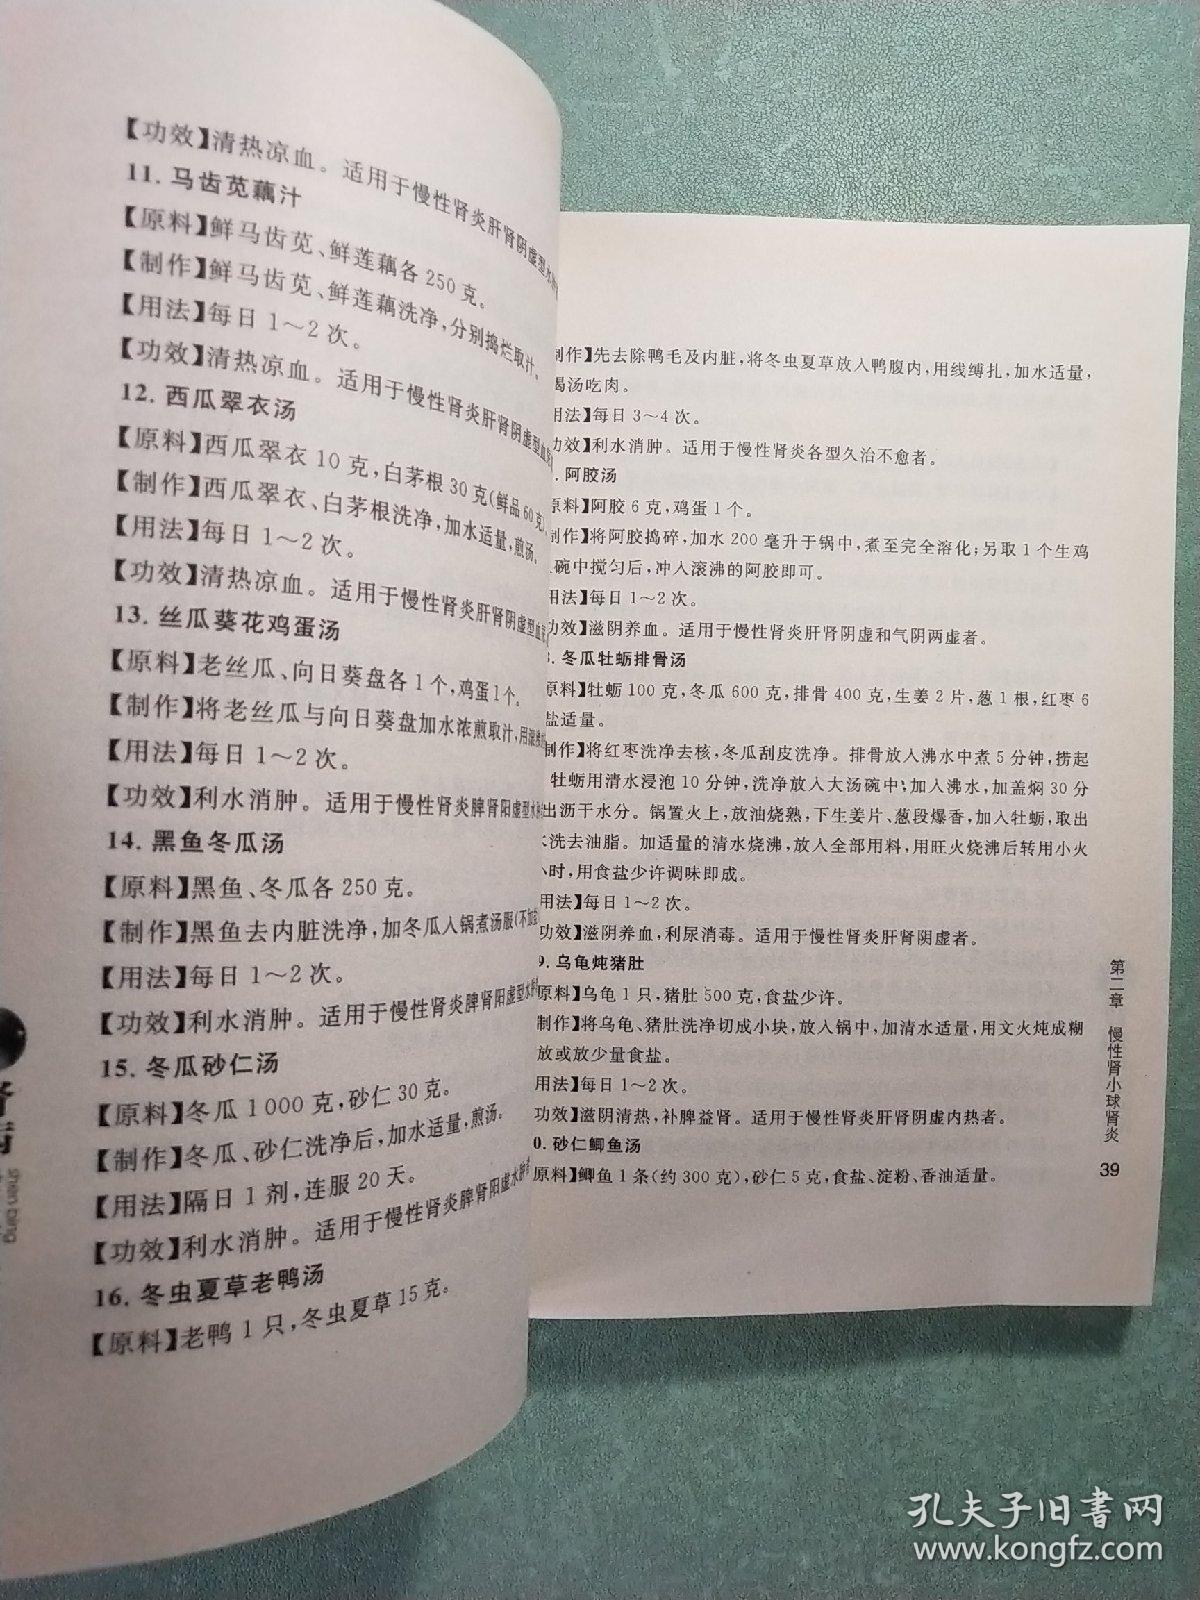 【功效】清热凉血。适用于慢性肾炎肝肾阴虚型水
11. 马齿苋藕汁
【原料】鲜马齿苋、鲜莲藕各250克。
【制作】鲜马齿苋、鲜莲藕洗净,分别捣烂取汁。
【用法】每日1～2次。
【功效】清热凉血。适用于慢性肾炎肝肾阴虚型血
12. 西瓜翠衣汤
【原料】西瓜翠衣10克,白茅根30克(鲜品60克)。
【制作】西瓜翠衣、白茅根洗净,加水适量,煎汤。
【用法】每日1～2次。
【功效】清热凉血。适用于慢性肾炎肝肾阴虚型血
13. 丝瓜葵花鸡蛋汤
【原料】老丝瓜、向日葵盘各1个,鸡蛋1个。
【制作】将老丝瓜与向日葵盘加水浓煎取汁,用
【用法】每日1～2次。
【功效】利水消肿。适用于慢性肾炎脾肾阳虚型水
14. 黑鱼冬瓜汤
【原料】黑鱼、冬瓜各250克。
【制作】黑鱼去内脏洗净,加冬瓜入锅煮汤服(不加
【用法】每日1～2次。
【功效】利水消肿。适用于慢性肾炎脾肾阳虚型水
15. 冬瓜砂仁汤
【原料】冬瓜1000克,砂仁30克。
【制作】冬瓜、砂仁洗净后,加水适量,煎汤。
【用法】隔日1剂,连服20天。
【功效】利水消肿。适用于慢性肾炎脾肾阳虚水肿
16. 冬虫夏草老鸭汤
【原料】老鸭1只,冬虫夏草15克。
shen bing
制作】先去除鸭毛及内脏,将冬虫夏草放入鸭腹内,用线缚扎,加水适量,
喝汤吃肉。
用法】每日3～4次。
功效】利水消肿。适用于慢性肾炎各型久治不愈者。
. 阿胶汤
原料】阿胶6克,鸡蛋1个。
制作】将阿胶捣碎,加水200毫升于锅中,煮至完全溶化;另取1个生鸡
碗中搅匀后,冲入滚沸的阿胶即可。
用法】每日1～2次。
功效】滋阴养血。适用于慢性肾炎肝肾阴虚和气阴两虚者。
8. 冬瓜牡蛎排骨汤
原料】牡蛎100克,冬瓜600克,排骨400克,生姜2片,葱1根,红枣6
盐适量。
制作】将红枣洗净去核,冬瓜刮皮洗净。排骨放入沸水中煮5分钟,捞起
牡蛎用清水浸泡10分钟,洗净放入大汤碗中;加入沸水,加盖焖30分
出沥干水分。锅置火上,放油烧熟,下生姜片、葱段爆香,加入牡蛎,取出
洗去油脂。加适量的清水烧沸,放入全部用料,用旺火烧沸后转用小火
小时,用食盐少许调味即成。
用法】每日1～2次。
功效】滋阴养血,利尿消毒。适用于慢性肾炎肝肾阴虚者。
9. 乌龟炖猪肚
原料】乌龟1只,猪肚500克,食盐少许。
制作】将乌龟、猪肚洗净切成小块,放入锅中,加清水适量,用文火炖成糊
放或放少量食盐。
用法】每日1～2次。
功效】滋阴清热,补脾益肾。适用于慢性肾炎肝肾阴虚内热者。
0. 砂仁鲫鱼汤
原料】鲫鱼1条(约300克),砂仁5克,食盐、淀粉、香油适量。
第二章 慢性肾小球肾炎
39
孔夫子旧书网
www.kongfz.com